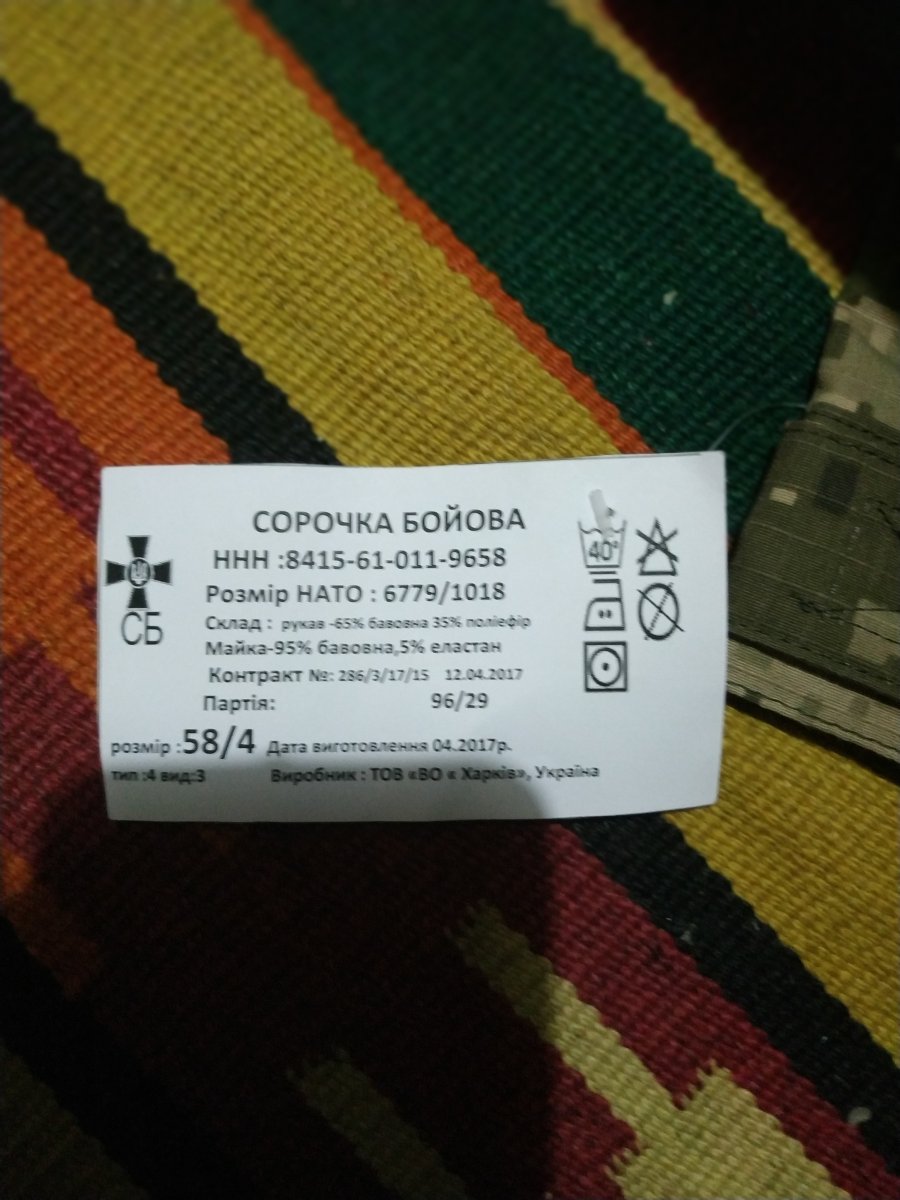 СОРОЧКА БОЙОВА
ННН :8415-61-011-9658
Розмір НАТО : 6779/1018
Склад : рукав -65% бавовна 35% поліефір
Майка-95% бавовна,5% еластан
Контракт №: 286/3/17/15 12.04.2017
Партія: 96/29
розмір :58/4 Дата виготовлення 04.2017р.
тип :4 вид:3 Виробник : ТОВ «ВО « Харків», Україна
СБ
40°